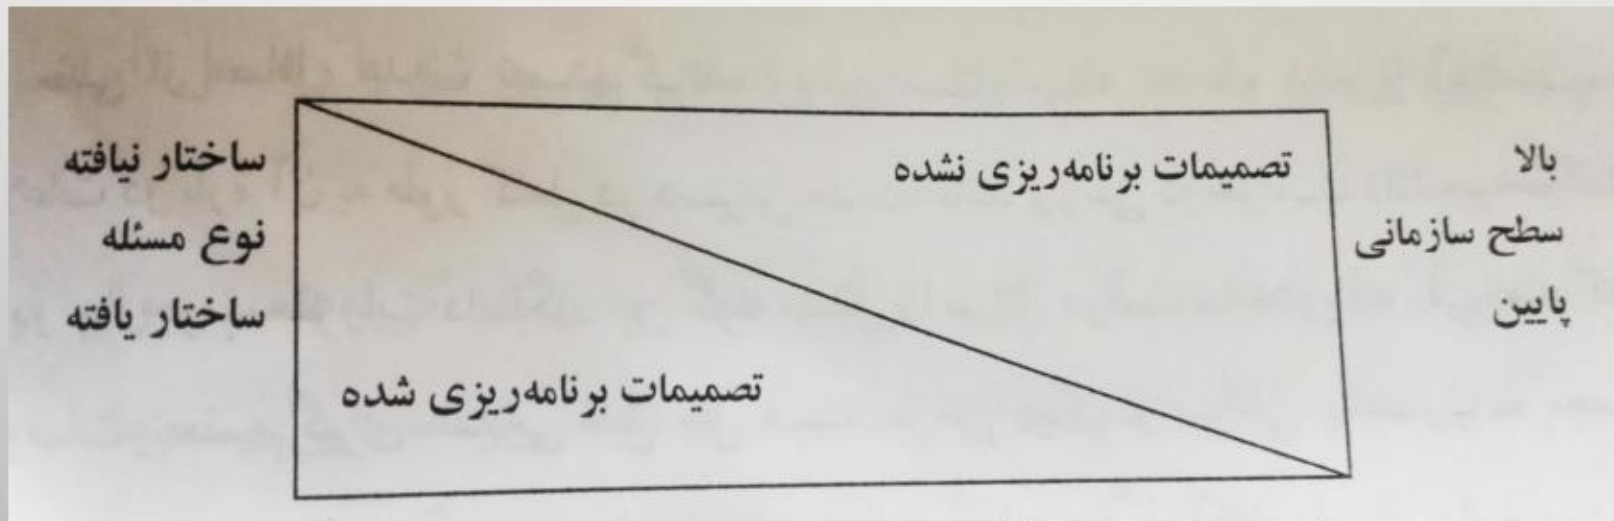 بالا
سطح سازمانی
پایین
تصمیمات برنامه‌ریزی نشده
تصمیمات برنامه‌ریزی شده
ساختار نیافته
نوع مسئله
ساختار یافته